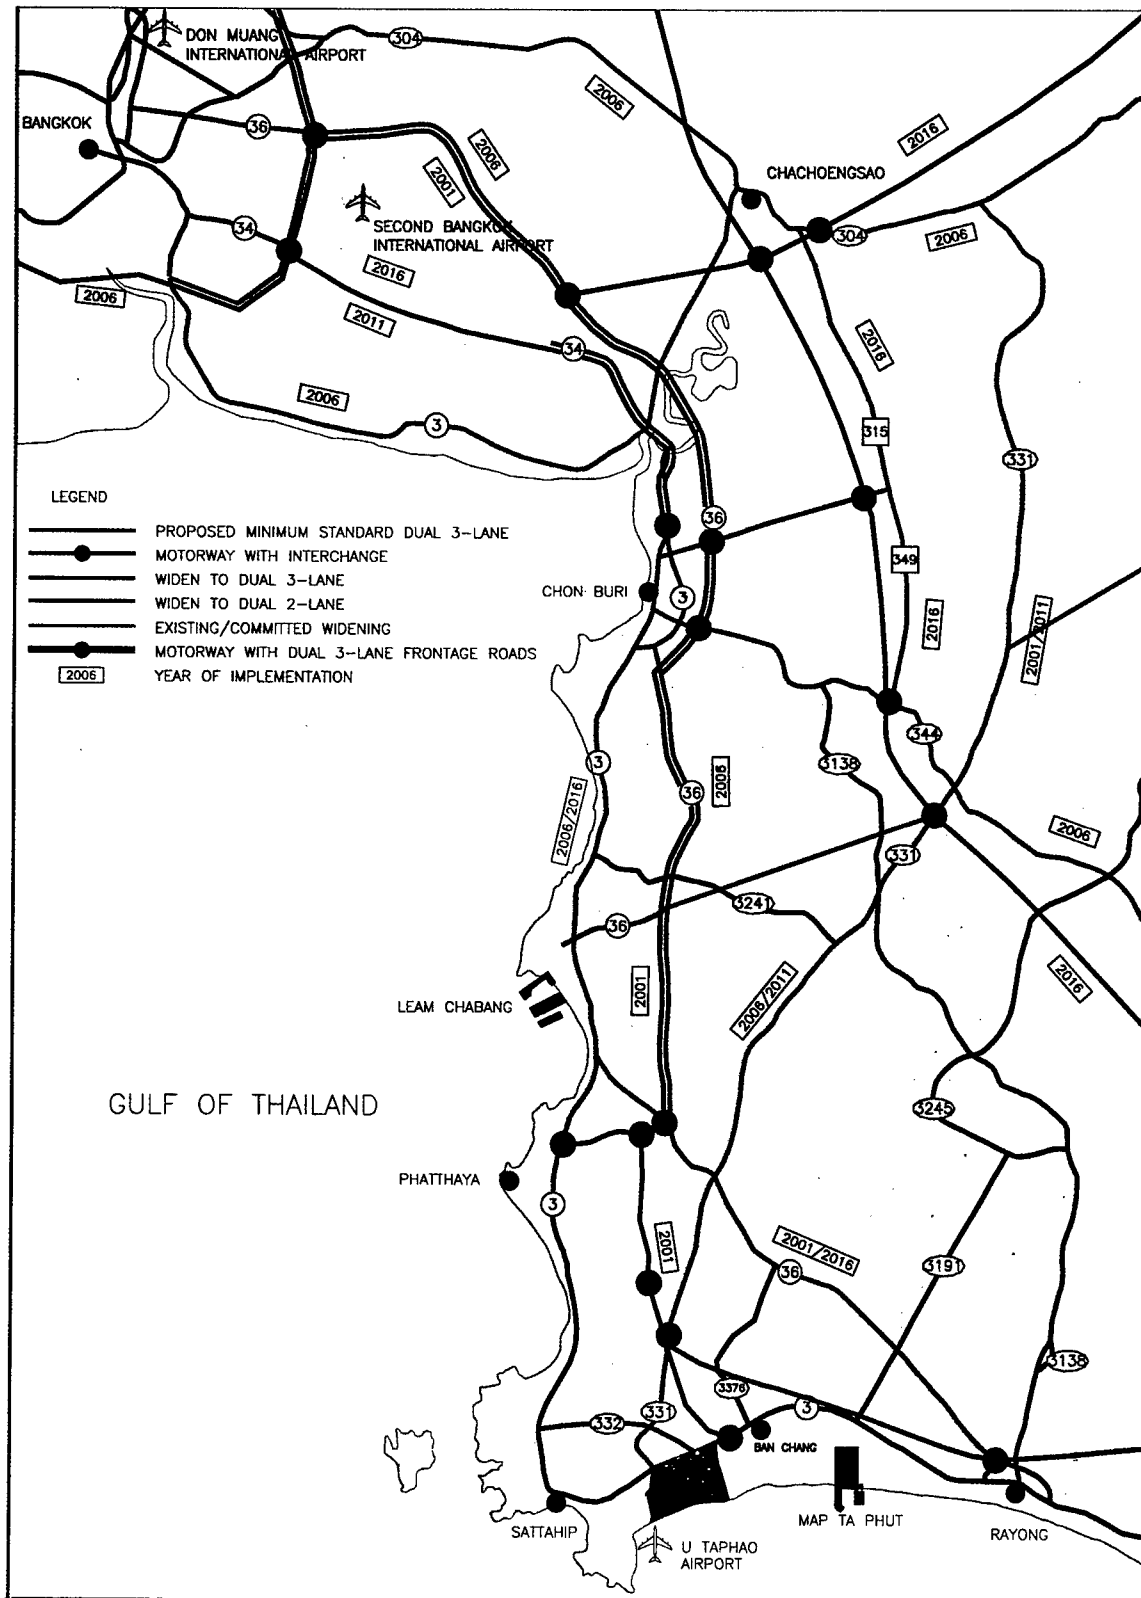 DON MUANG
INTERNATIONAL AIRPORT
304
BANGKOK
36
2006
2006
2001
2016
CHACHOENGSAO
34
SECOND BANGKOK
INTERNATIONAL AIRPORT
304
2006
2016
2006
2011
34
2016
2006
3
315
331
LEGEND
PROPOSED MINIMUM STANDARD DUAL 3-LANE
MOTORWAY WITH INTERCHANGE
WIDEN TO DUAL 3-LANE
WIDEN TO DUAL 2-LANE
EXISTING/COMMITTED WIDENING
MOTORWAY WITH DUAL 3-LANE FRONTAGE ROADS
2006 YEAR OF IMPLEMENTATION
36
349
CHON BURI
3
2016
2001/2011
344
3
3138
36
2006
2006/2016
2006
331
3241
36
2001
2006/2011
2016
LEAM CHABANG
GULF OF THAILAND
3245
PHATTHAYA
3
2001
2001/2016
36
3191
3138
3376
331
3
332
BAN CHANG
SATTAHIP
U TAPHAO
AIRPORT
MAP TA PHUT
RAYONG